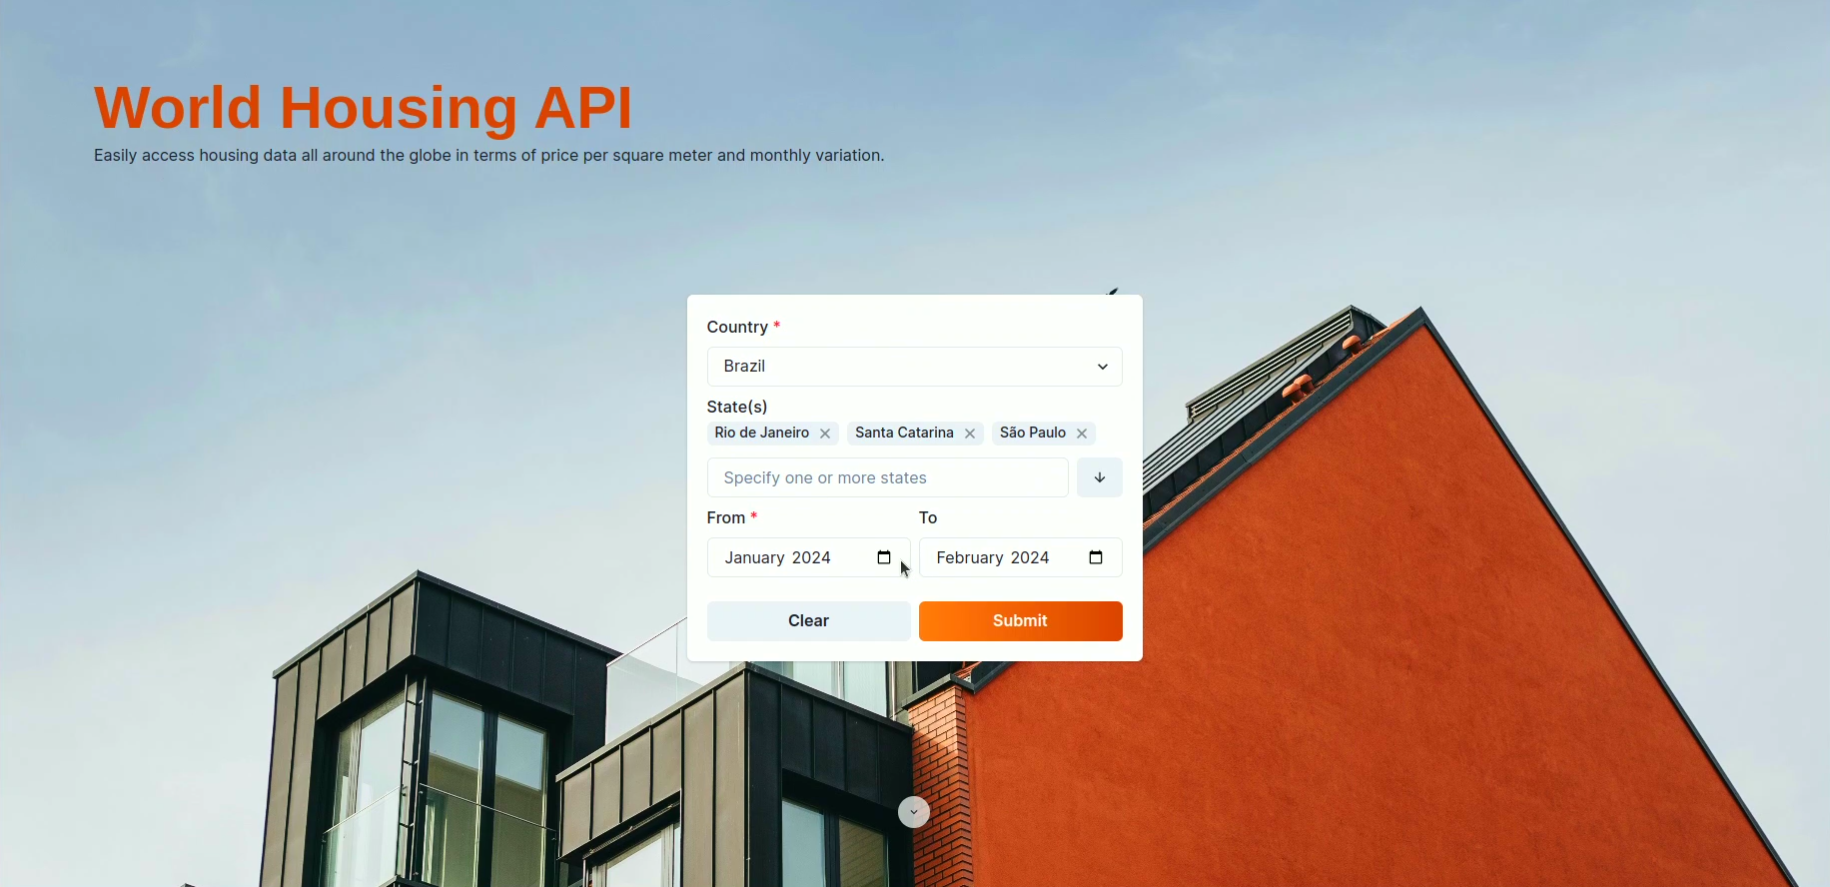 World Housing API
Easily access housing data all around the globe in terms of price per square meter and monthly variation.
Country *
Brazil
State(s)
Rio de Janeiro Santa Catarina São Paulo
Specify one or more states
From * To
January 2024 February 2024
Clear Submit